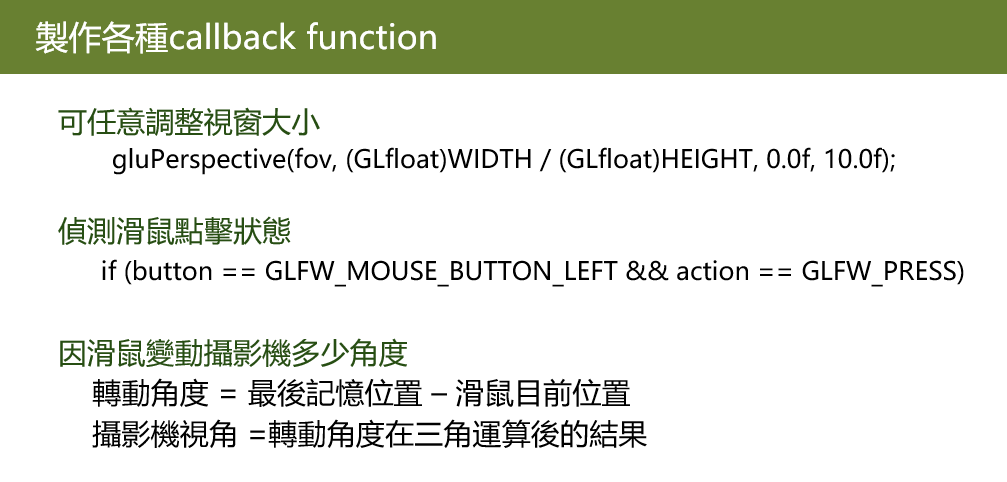 製作各種callback function
可任意調整視窗大小
gluPerspective(fov, (GLfloat)WIDTH / (GLfloat)HEIGHT, 0.0f, 10.0f);
偵測滑鼠點擊狀態
if (button == GLFW_MOUSE_BUTTON_LEFT && action == GLFW_PRESS)
因滑鼠變動攝影機多少角度
轉動角度 = 最後記憶位置 – 滑鼠目前位置
攝影機視角 =轉動角度在三角運算後的結果